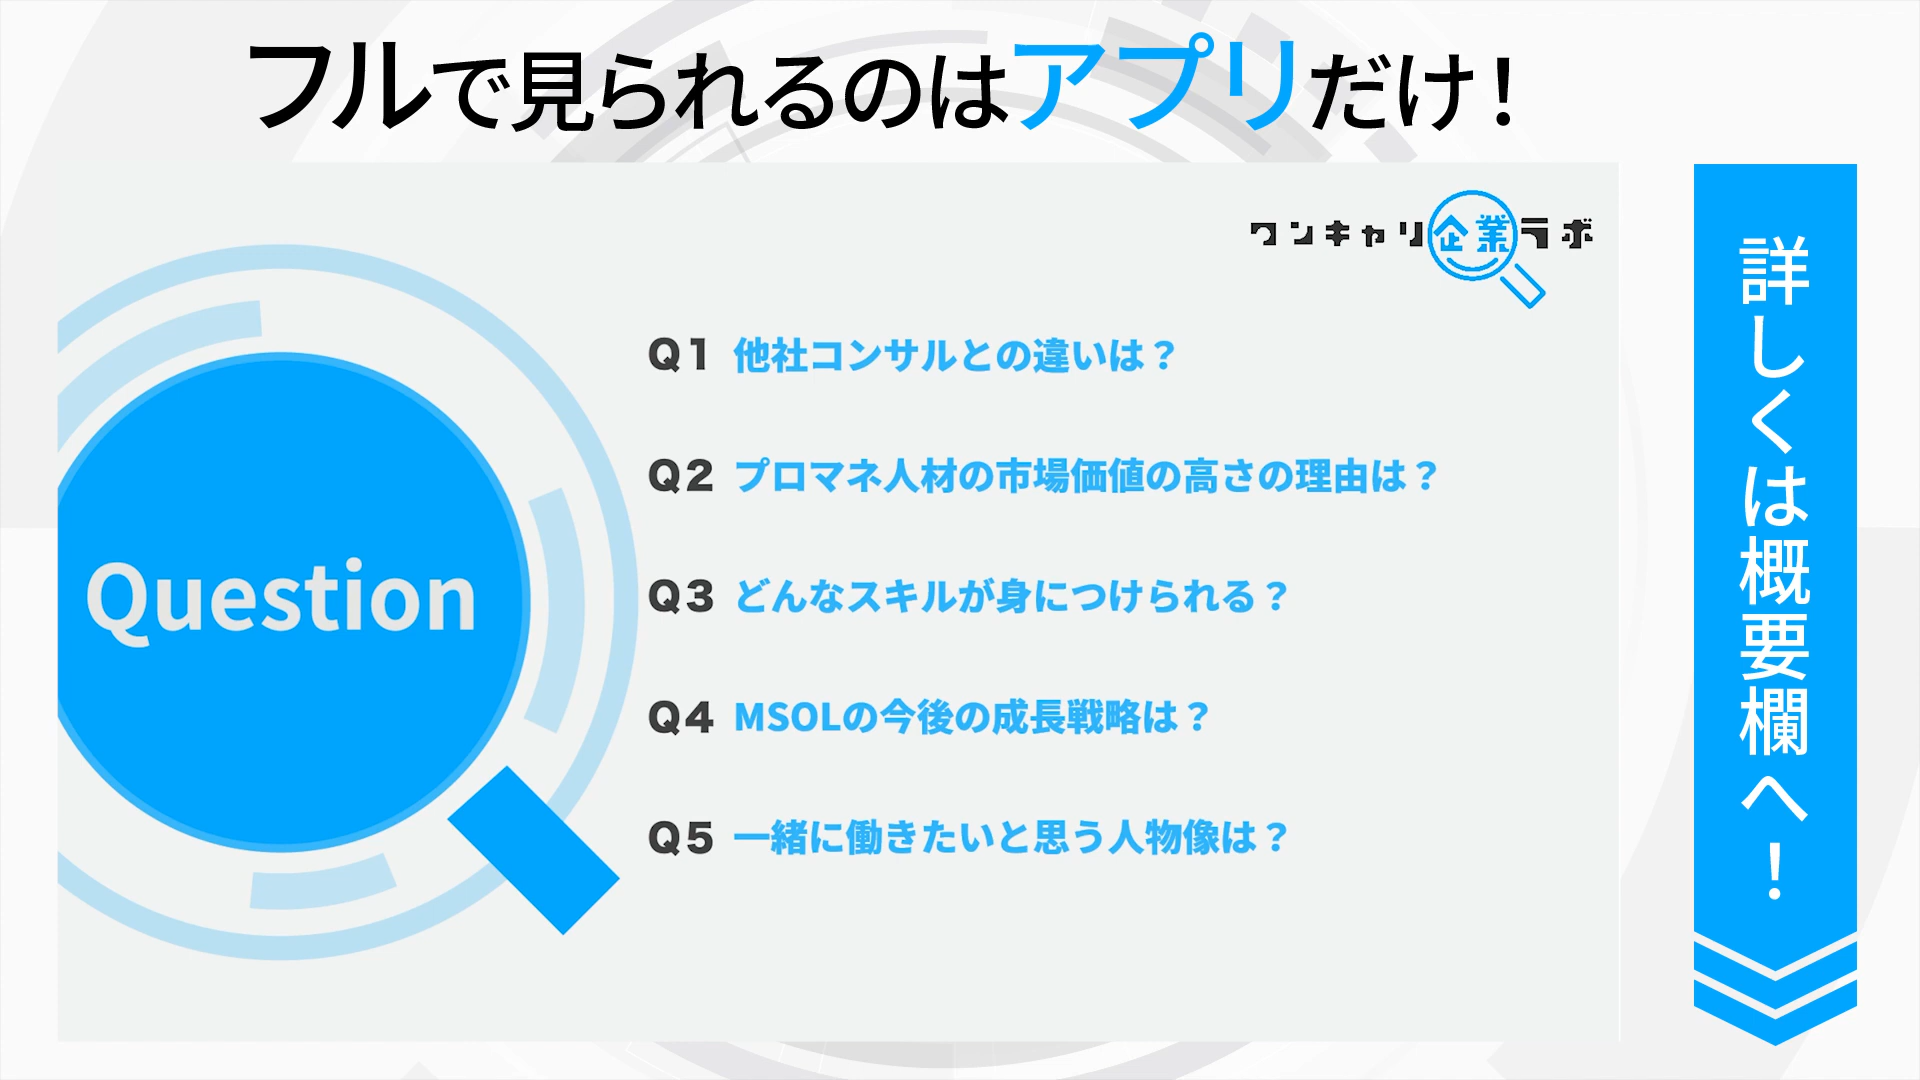 フルで見られるのはアプリだけ！
ワンキャリ企業ラボ
Question
Q1 他社コンサルとの違いは？
Q2 プロマネ人材の市場価値の高さの理由は？
Q3 どんなスキルが身につけられる？
Q4 MSOLの今後の成長戦略は？
Q5 一緒に働きたいと思う人物像は？
詳しくは概要欄へ！